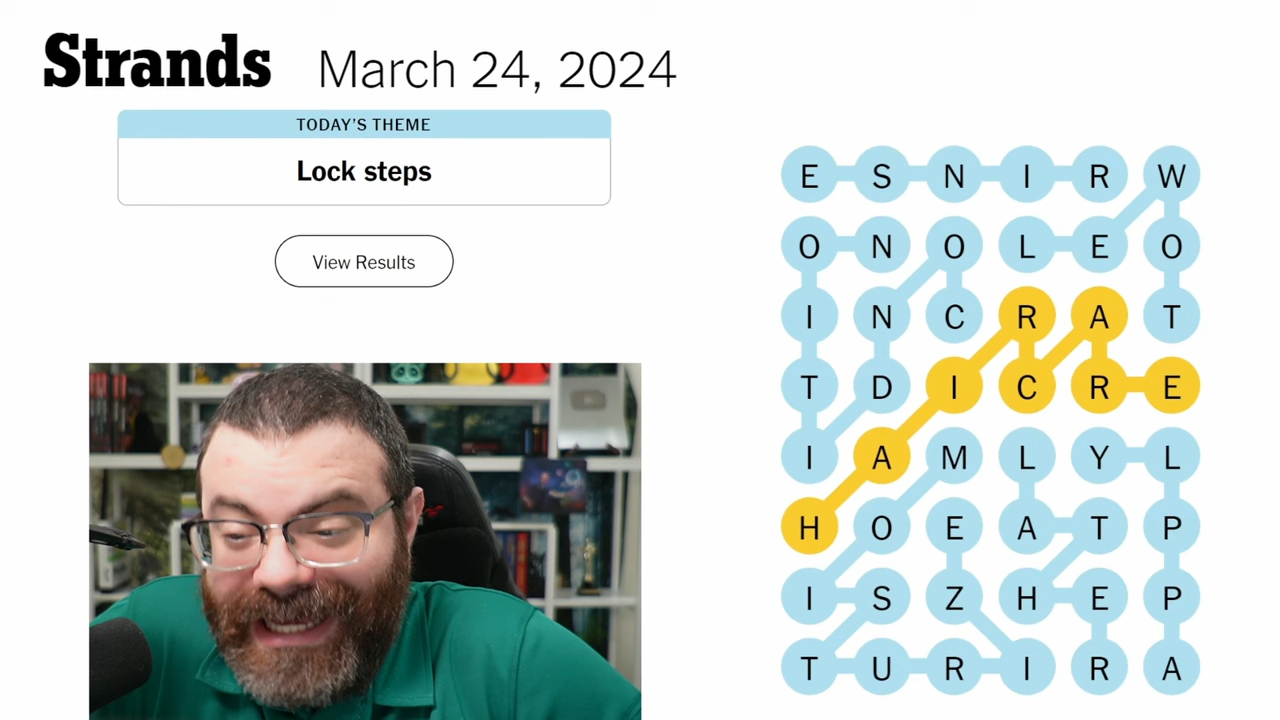 Strands March 24, 2024
TODAY'S THEME
Lock steps
View Results
E S N I R W
O N O L E O
I N C R A T
T D I C R E
I A M L Y L
H O E A T P
I S Z H E P
T U R I R A